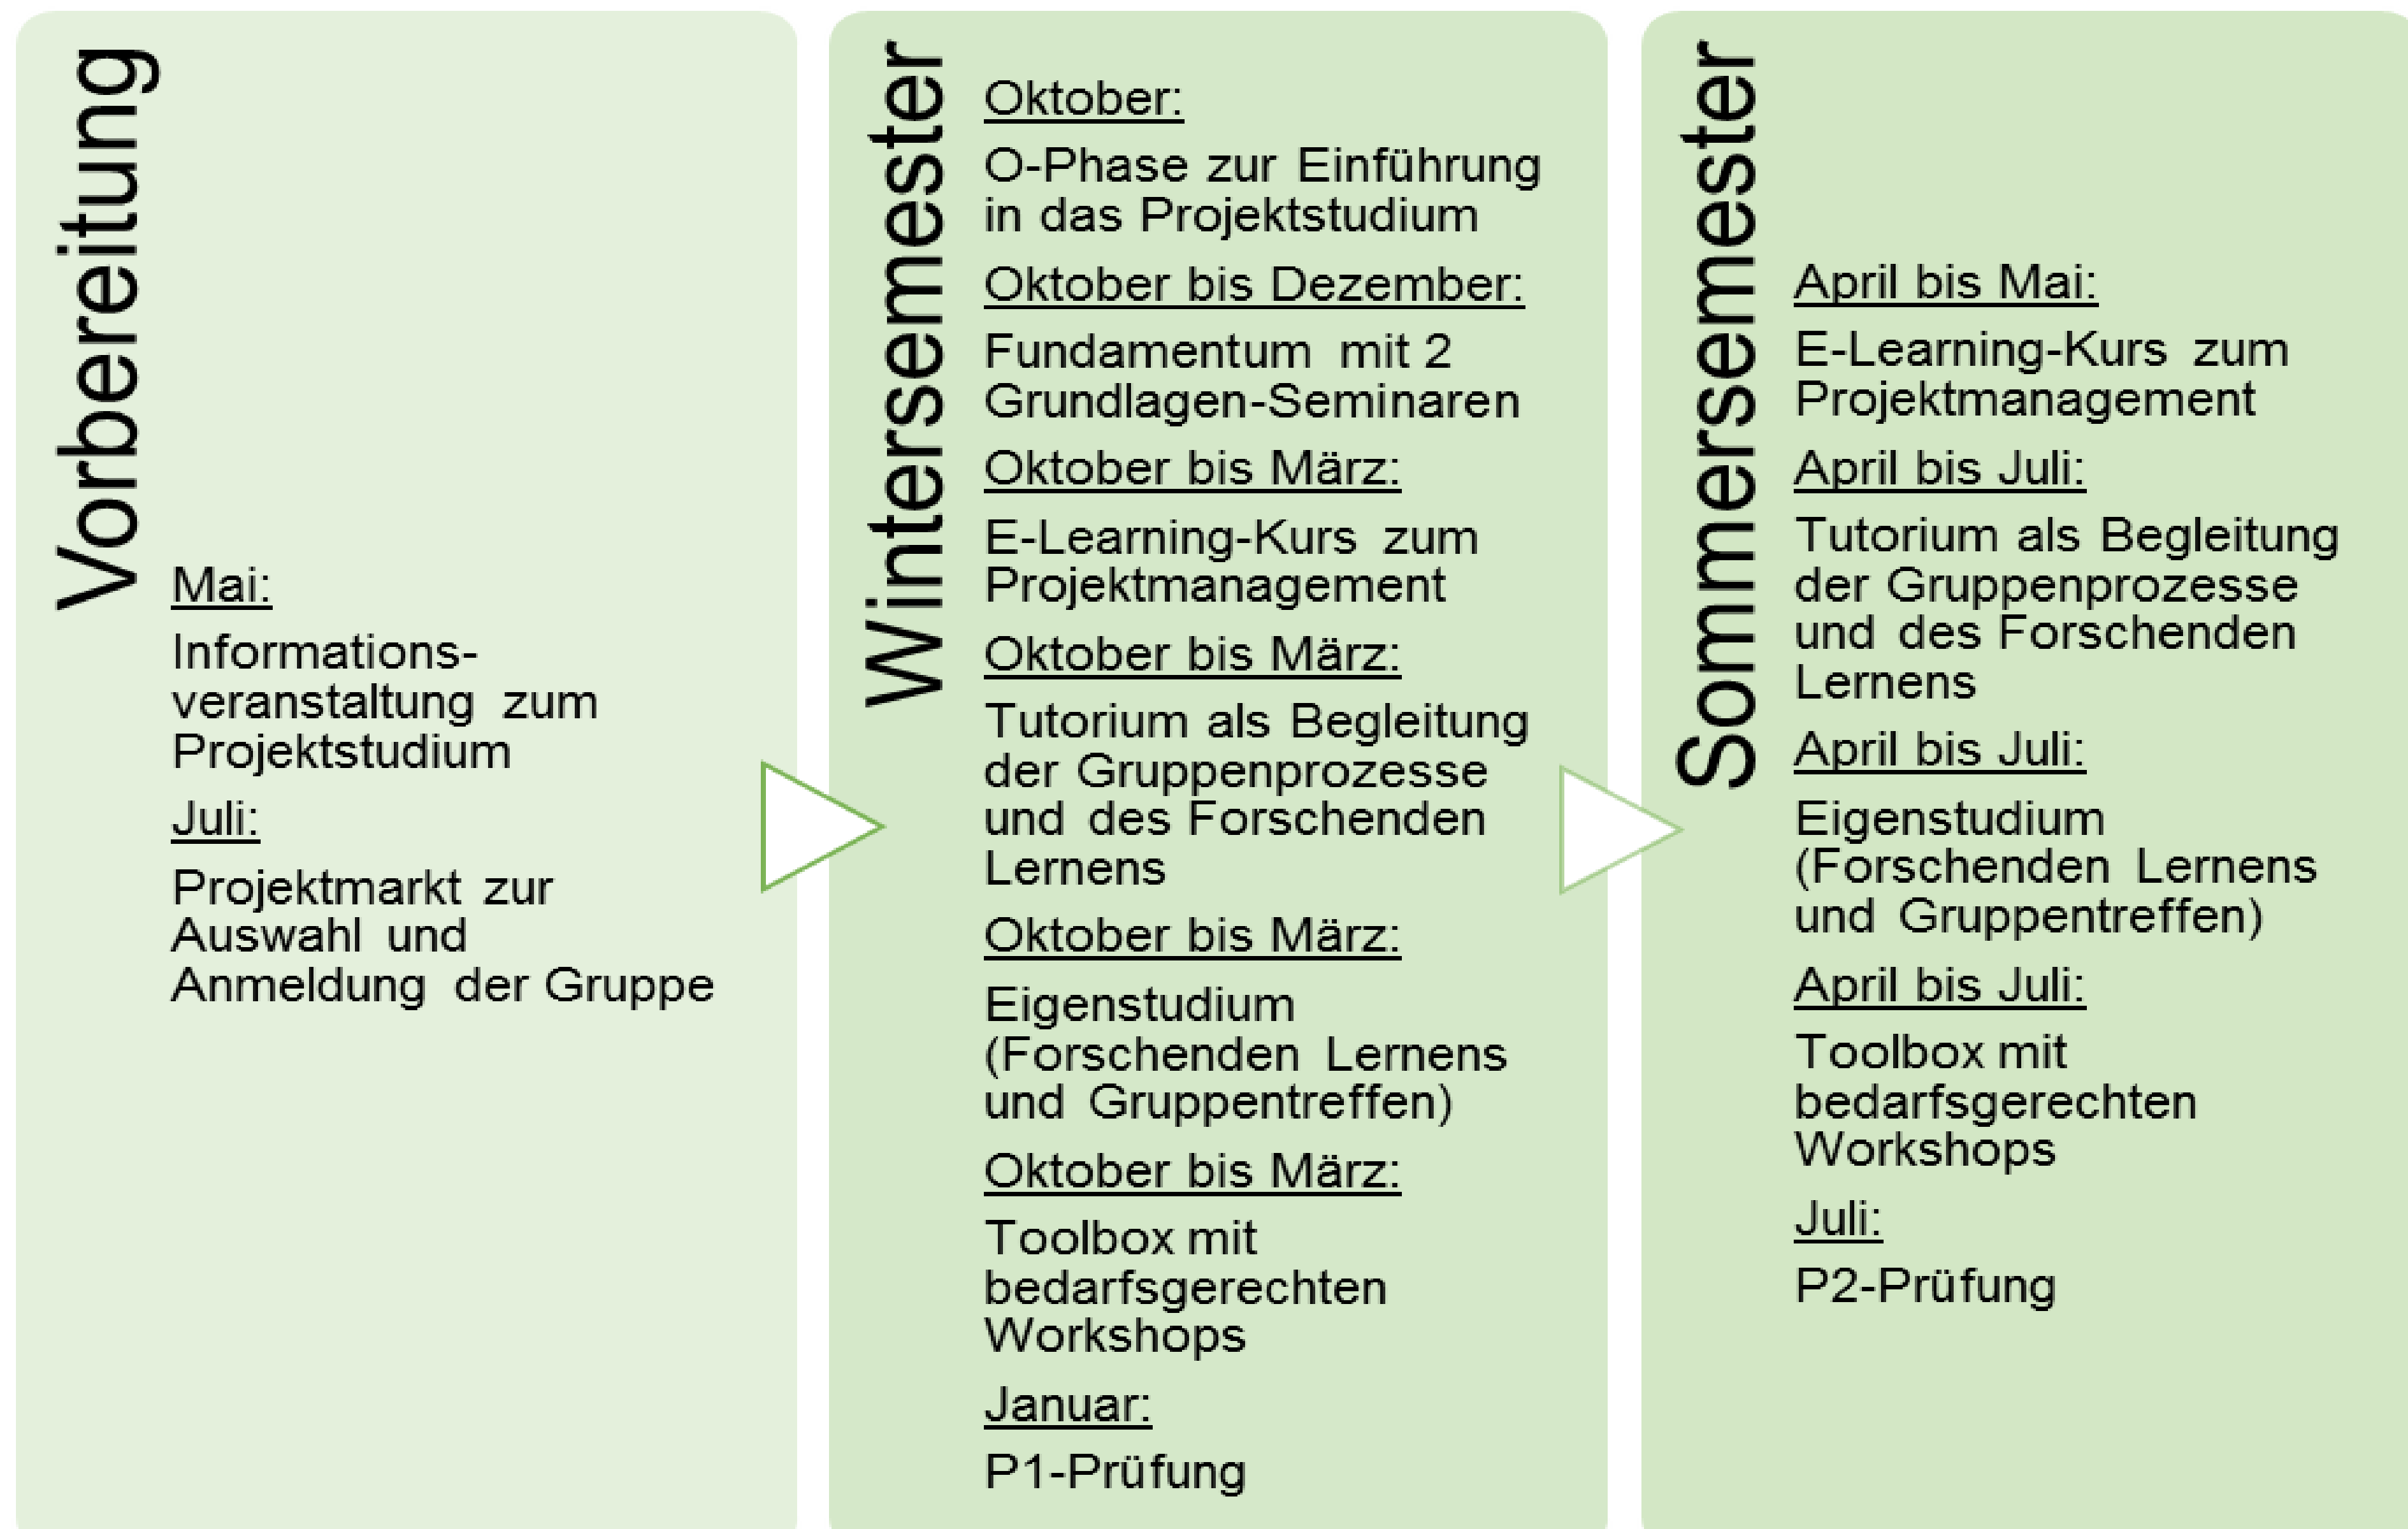 Vorbereitung
Mai:
Informations-
veranstaltung zum
Projektstudium
Juli:
Projektmarkt zur
Auswahl und
Anmeldung der Gruppe
Wintersemester
Oktober:
O-Phase zur Einführung
in das Projektstudium
Oktober bis Dezember:
Fundamentum mit 2
Grundlagen-Seminaren
Oktober bis März:
E-Learning-Kurs zum
Projektmanagement
Oktober bis März:
Tutorium als Begleitung
der Gruppenprozesse
und des Forschenden
Lernens
Oktober bis März:
Eigenstudium
(Forschenden Lernens
und Gruppentreffen)
Oktober bis März:
Toolbox mit
bedarfsgerechten
Workshops
Januar:
P1-Prüfung
Sommersemester
April bis Mai:
E-Learning-Kurs zum
Projektmanagement
April bis Juli:
Tutorium als Begleitung
der Gruppenprozesse
und des Forschenden
Lernens
April bis Juli:
Eigenstudium
(Forschenden Lernens
und Gruppentreffen)
April bis Juli:
Toolbox mit
bedarfsgerechten
Workshops
Juli:
P2-Prüfung